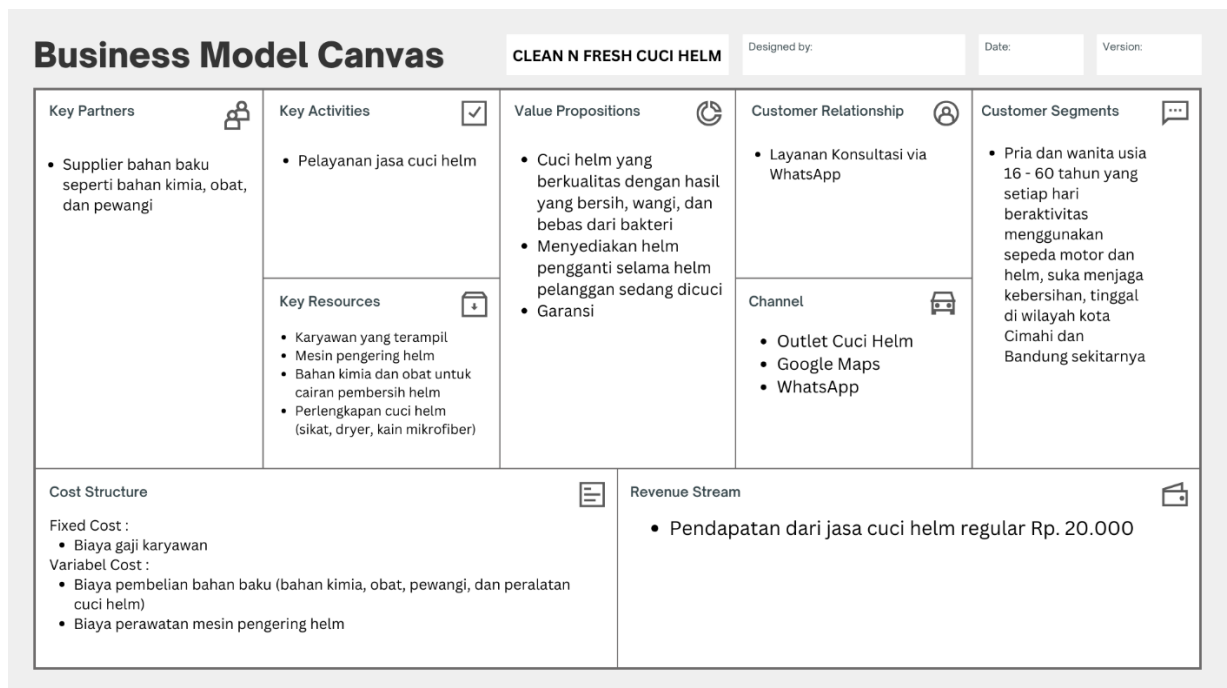 Business Model Canvas
CLEAN N FRESH CUCI HELM
Designed by:
Date:
Version:
Key Partners
• Supplier bahan baku
seperti bahan kimia, obat,
dan pewangi
Key Activities
• Pelayanan jasa cuci helm
Key Resources
• Karyawan yang terampil
• Mesin pengering helm
• Bahan kimia dan obat untuk
cairan pembersih helm
• Perlengkapan cuci helm
(sikat, dryer, kain mikrofiber)
Value Propositions
• Cuci helm yang
berkualitas dengan hasil
yang bersih, wangi, dan
bebas dari bakteri
• Menyediakan helm
pengganti selama helm
pelanggan sedang dicuci
• Garansi
Customer Relationship
• Layanan Konsultasi via
WhatsApp
Channel
• Outlet Cuci Helm
• Google Maps
• WhatsApp
Customer Segments
• Pria dan wanita usia
16 - 60 tahun yang
setiap hari
beraktivitas
menggunakan
sepeda motor dan
helm, suka menjaga
kebersihan, tinggal
di wilayah kota
Cimahi dan
Bandung sekitarnya
Cost Structure
Fixed Cost :
• Biaya gaji karyawan
Variabel Cost :
• Biaya pembelian bahan baku (bahan kimia, obat, pewangi, dan peralatan
cuci helm)
• Biaya perawatan mesin pengering helm
Revenue Stream
• Pendapatan dari jasa cuci helm regular Rp. 20.000